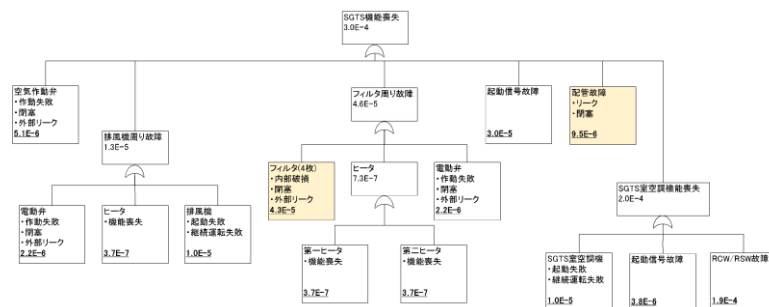 SGTS機能喪失
3.0E-4
空気作動弁
・作動失敗
・閉塞
・外部リーク
5.1E-6
排風機周り故障
1.3E-5
フィルタ周り故障
4.6E-5
起動信号故障
3.0E-5
配管故障
・リーク
・閉塞
9.5E-6
SGTS室空調機能喪失
2.0E-4
電動弁
・作動失敗
・閉塞
・外部リーク
2.2E-6
ヒータ
・機能喪失
3.7E-7
排風機
・起動失敗
・継続運転失敗
1.0E-5
フィルタ(4枚)
・内部破損
・閉塞
・外部リーク
4.3E-5
ヒータ
7.3E-7
電動弁
・作動失敗
・閉塞
・外部リーク
2.2E-6
第一ヒータ
・機能喪失
3.7E-7
第二ヒータ
・機能喪失
3.7E-7
SGTS室空調機
・起動失敗
・継続運転失敗
1.0E-5
起動信号故障
3.8E-6
RCW/RSW故障
1.9E-4